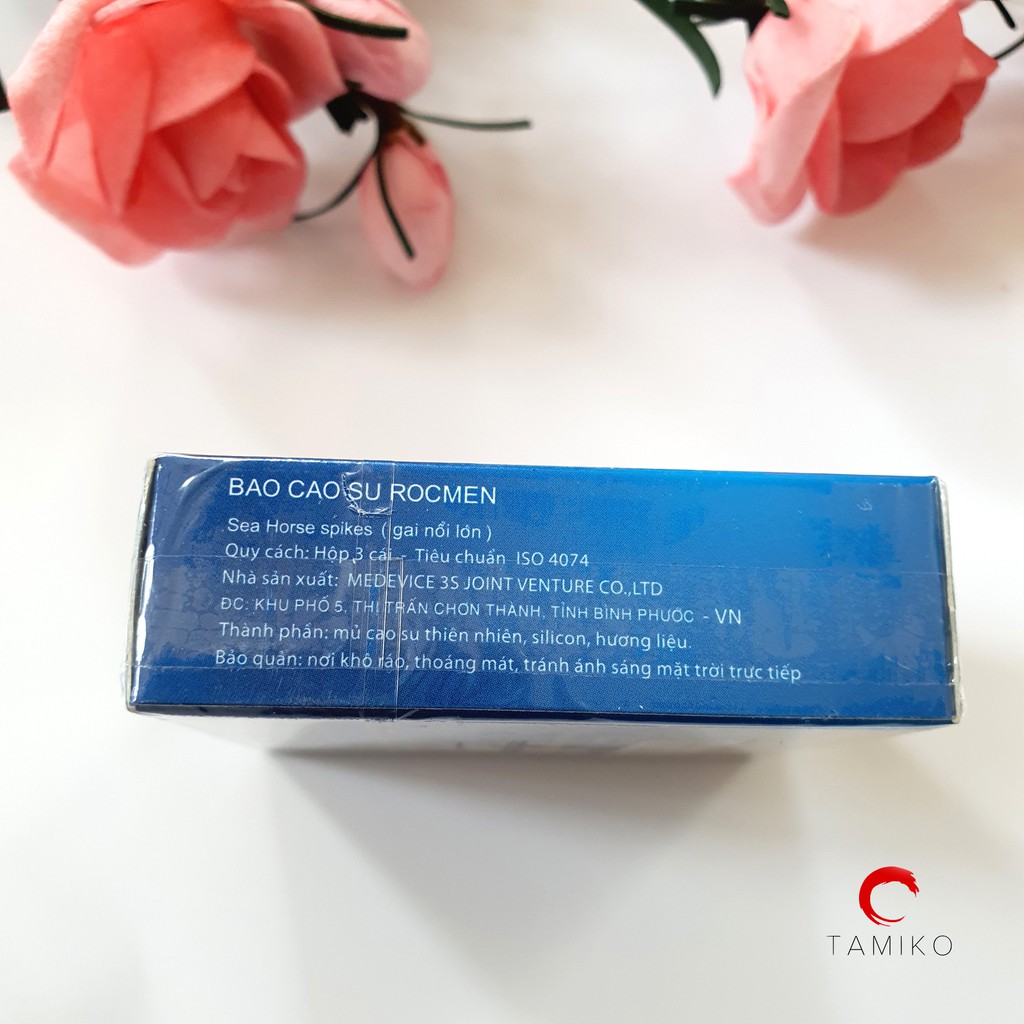 BAO CAO SU ROCMEN
Sea Horse spikes ( gai nổi lớn )
Quy cách: Hộp 3 cái - Tiêu chuẩn ISO 4074
Nhà sản xuất: MEDEVICE 3S JOINT VENTURE CO.,LTD
ĐC: KHU PHỐ 5, THỊ TRẤN CHƠN THÀNH, TỈNH BÌNH PHƯỚC - VN
Thành phần: mủ cao su thiên nhiên, silicon, hương liệu.
Bảo quản: nơi khô ráo, thoáng mát, tránh ánh sáng mặt trời trực tiếp
TAMIKO